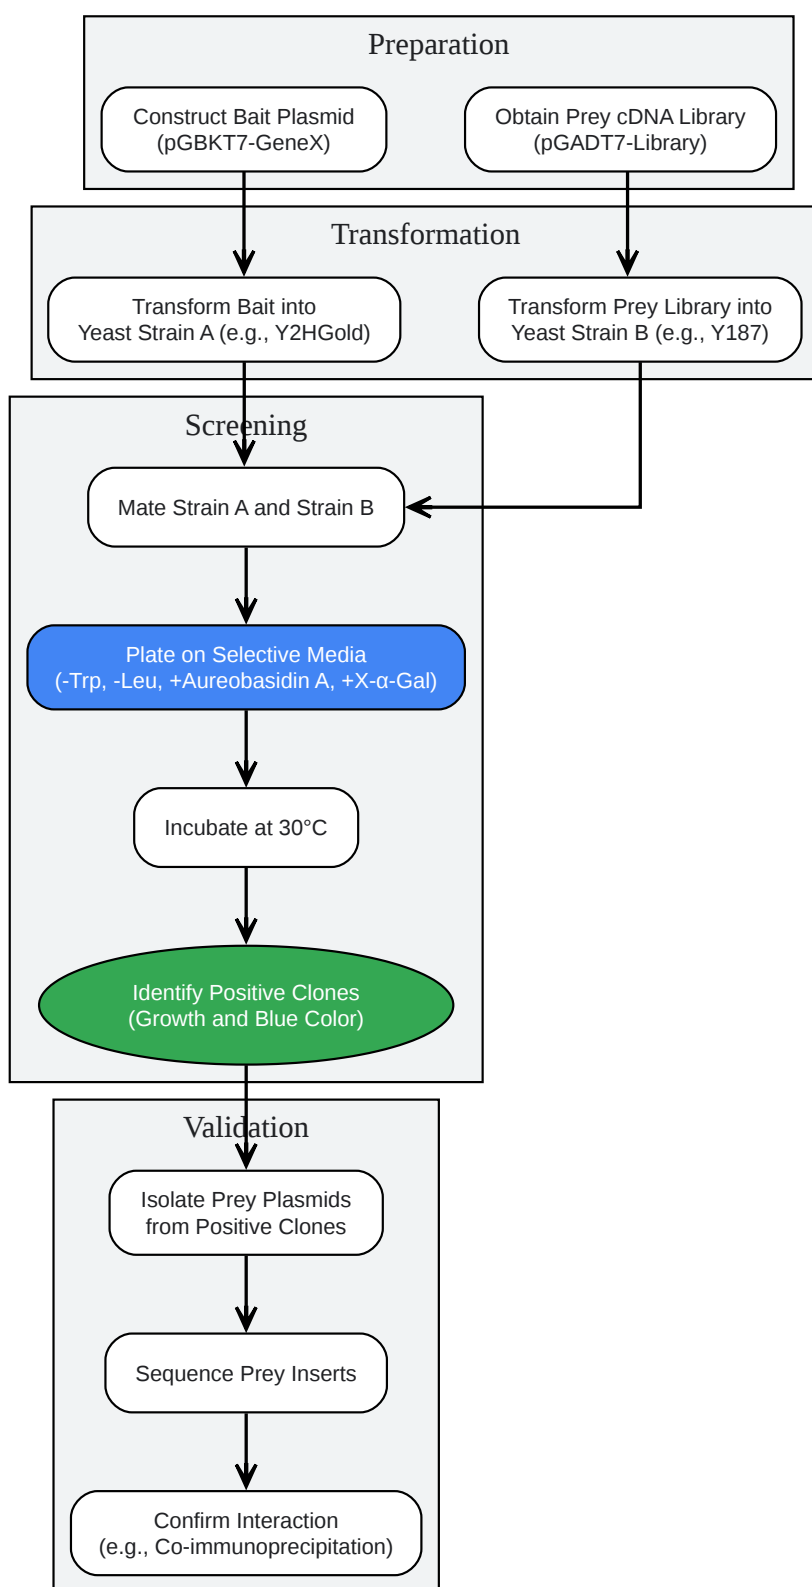 Preparation
Construct Bait Plasmid
(pGBKT7-GeneX)
Obtain Prey cDNA Library
(pGADT7-Library)
Transformation
Transform Bait into
Yeast Strain A (e.g., Y2HGold)
Transform Prey Library into
Yeast Strain B (e.g., Y187)
Screening
Mate Strain A and Strain B
Plate on Selective Media
(-Trp, -Leu, +Aureobasidin A, +X-α-Gal)
Incubate at 30°C
Identify Positive Clones
(Growth and Blue Color)
Validation
Isolate Prey Plasmids
from Positive Clones
Sequence Prey Inserts
Confirm Interaction
(e.g., Co-immunoprecipitation)